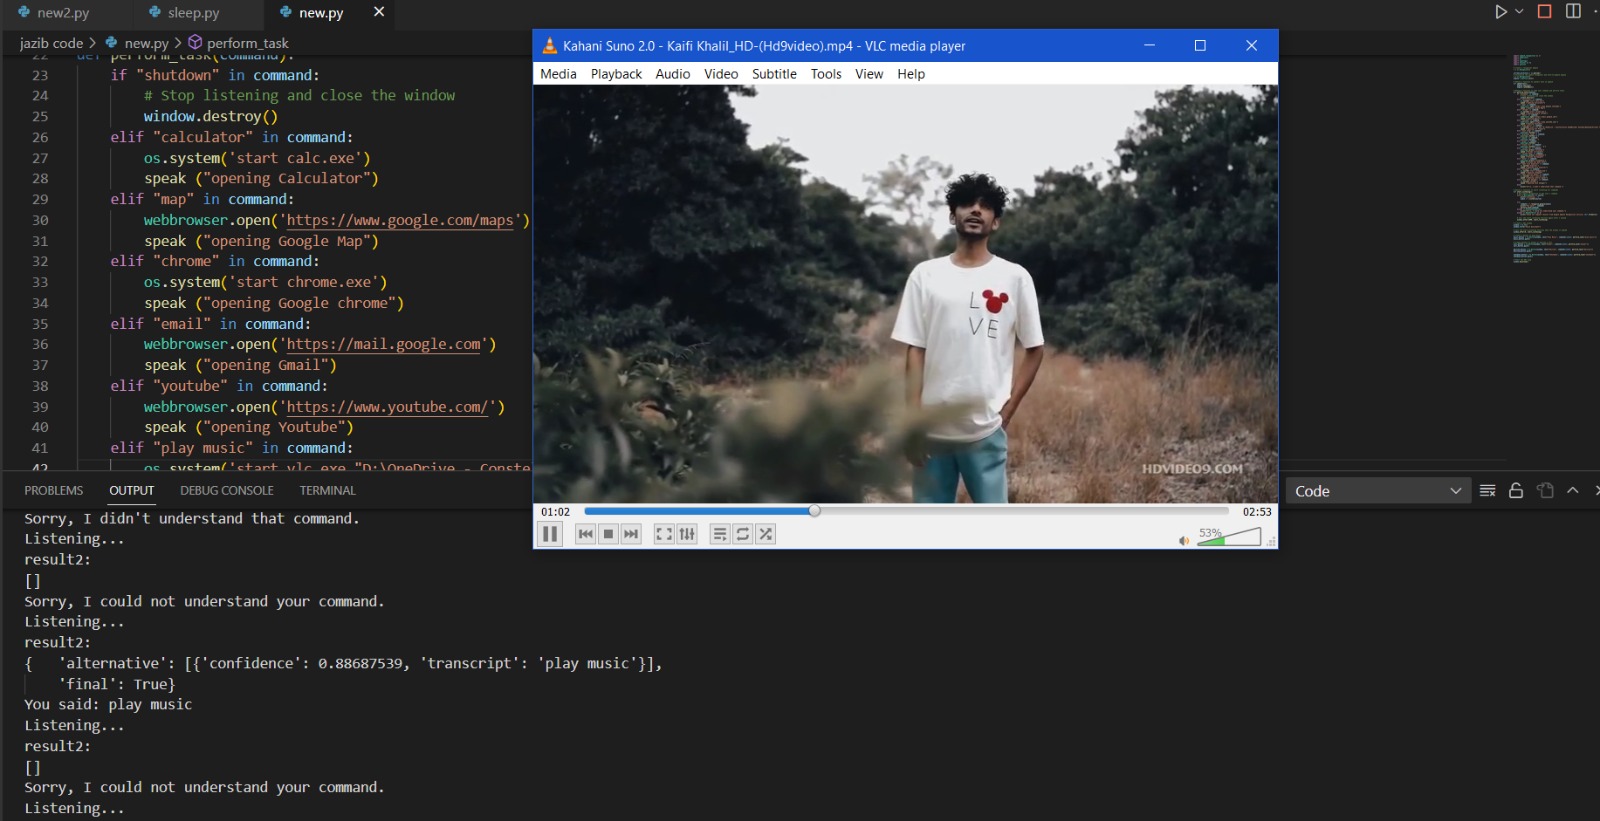 new2.py
sleep.py
new.py
jazib code > new.py > perform_task
22 def perform_task(command):
23 if "shutdown" in command:
24 # Stop listening and close the window
25 window.destroy()
26 elif "calculator" in command:
27 os.system('start calc.exe')
28 speak ("opening Calculator")
29 elif "map" in command:
30 webbrowser.open('https://www.google.com/maps')
31 speak ("opening Google Map")
32 elif "chrome" in command:
33 os.system('start chrome.exe')
34 speak ("opening Google chrome")
35 elif "email" in command:
36 webbrowser.open('https://mail.google.com')
37 speak ("opening Gmail")
38 elif "youtube" in command:
39 webbrowser.open('https://www.youtube.com/')
40 speak ("opening Youtube")
41 elif "play music" in command:
42 os.system('start vlc.exe "D:\OneDrive - Conste
Kahani Suno 2.0 - Kaifi Khalil_HD-(Hd9video).mp4 - VLC media player
Media Playback Audio Video Subtitle Tools View Help
L
VE
HDVIDEO9.COM
01:02
02:53
53%
PROBLEMS OUTPUT DEBUG CONSOLE TERMINAL
Code
Sorry, I didn't understand that command.
Listening...
result2:
[]
Sorry, I could not understand your command.
Listening...
result2:
{ 'alternative': [{'confidence': 0.88687539, 'transcript': 'play music'}],
'final': True}
You said: play music
Listening...
result2:
[]
Sorry, I could not understand your command.
Listening...